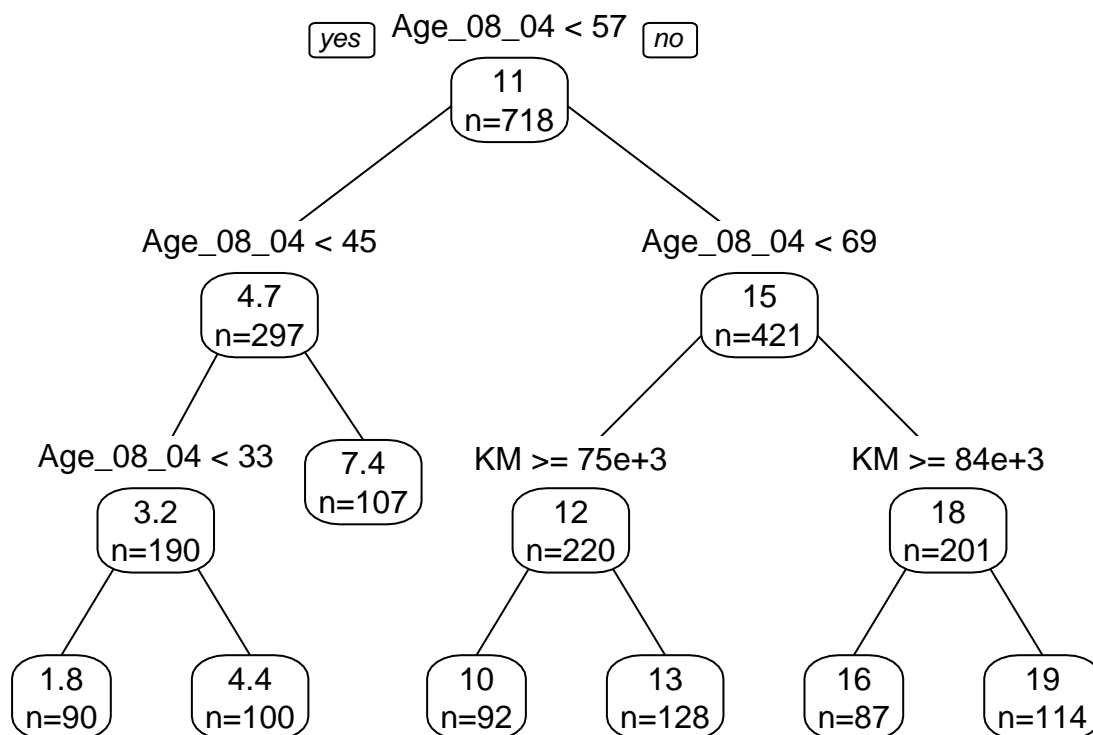 yes Age_08_04 < 57 no
11
n=718
Age_08_04 < 45 Age_08_04 < 69
4.7 15
n=297 n=421
Age_08_04 < 33 KM >= 75e+3 KM >= 84e+3
7.4
n=107
3.2 12 18
n=190 n=220 n=201
1.8 4.4 10 13 16 19
n=90 n=100 n=92 n=128 n=87 n=114